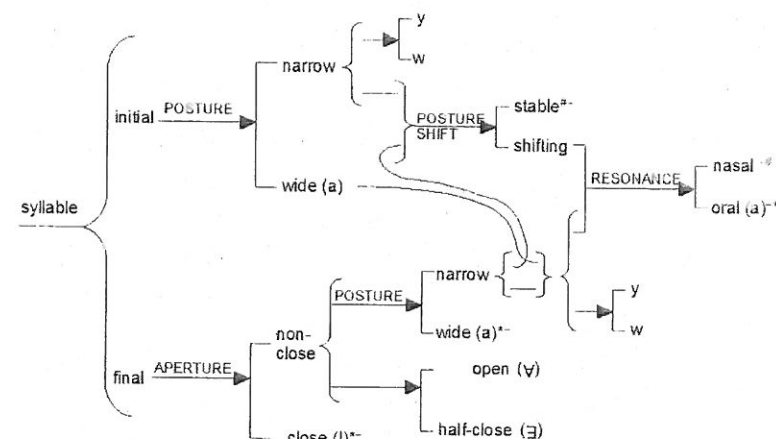 y
w
narrow
initial
POSTURE
wide (a)
POSTURE
SHIFT
stable#-
shifting
RESONANCE
nasal
oral (a)
syllable
narrow
POSTURE
wide (a)*-
y
w
non-
close
final
APERTURE
open (∀)
close (I)*-
half-close (Ǝ)